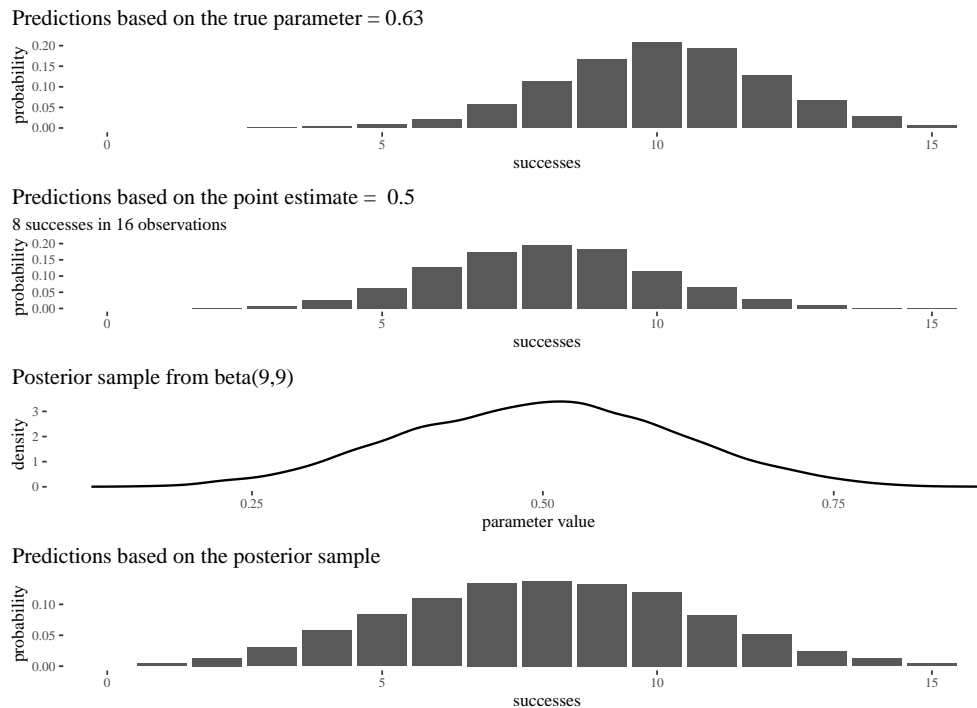 Predictions based on the true parameter = 0.63
probability
0.20
0.15
0.10
0.05
0.00
0 5 10 15
successes
Predictions based on the point estimate =  0.5
8 successes in 16 observations
probability
0.20
0.15
0.10
0.05
0.00
0 5 10 15
successes
Posterior sample from beta(9,9)
density
3
2
1
0
0.25 0.50 0.75
parameter value
Predictions based on the posterior sample
probability
0.10
0.05
0.00
0 5 10 15
successes